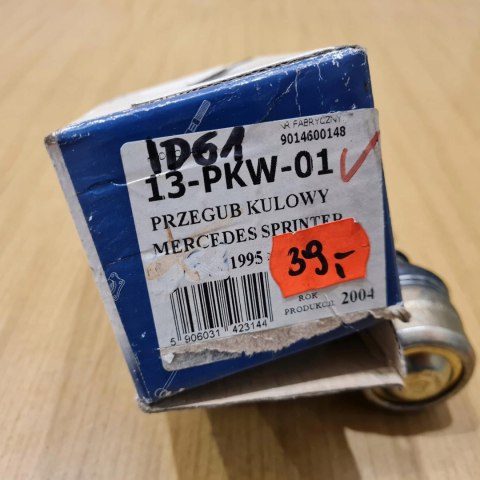 NR FABRYCZNY
9014600148
ID61
13-PKW-01
PRZEGUB KULOWY
MERCEDES SPRINTER
1995
39,-
ROK
PRODUKCJI 2004
5 906031 423144